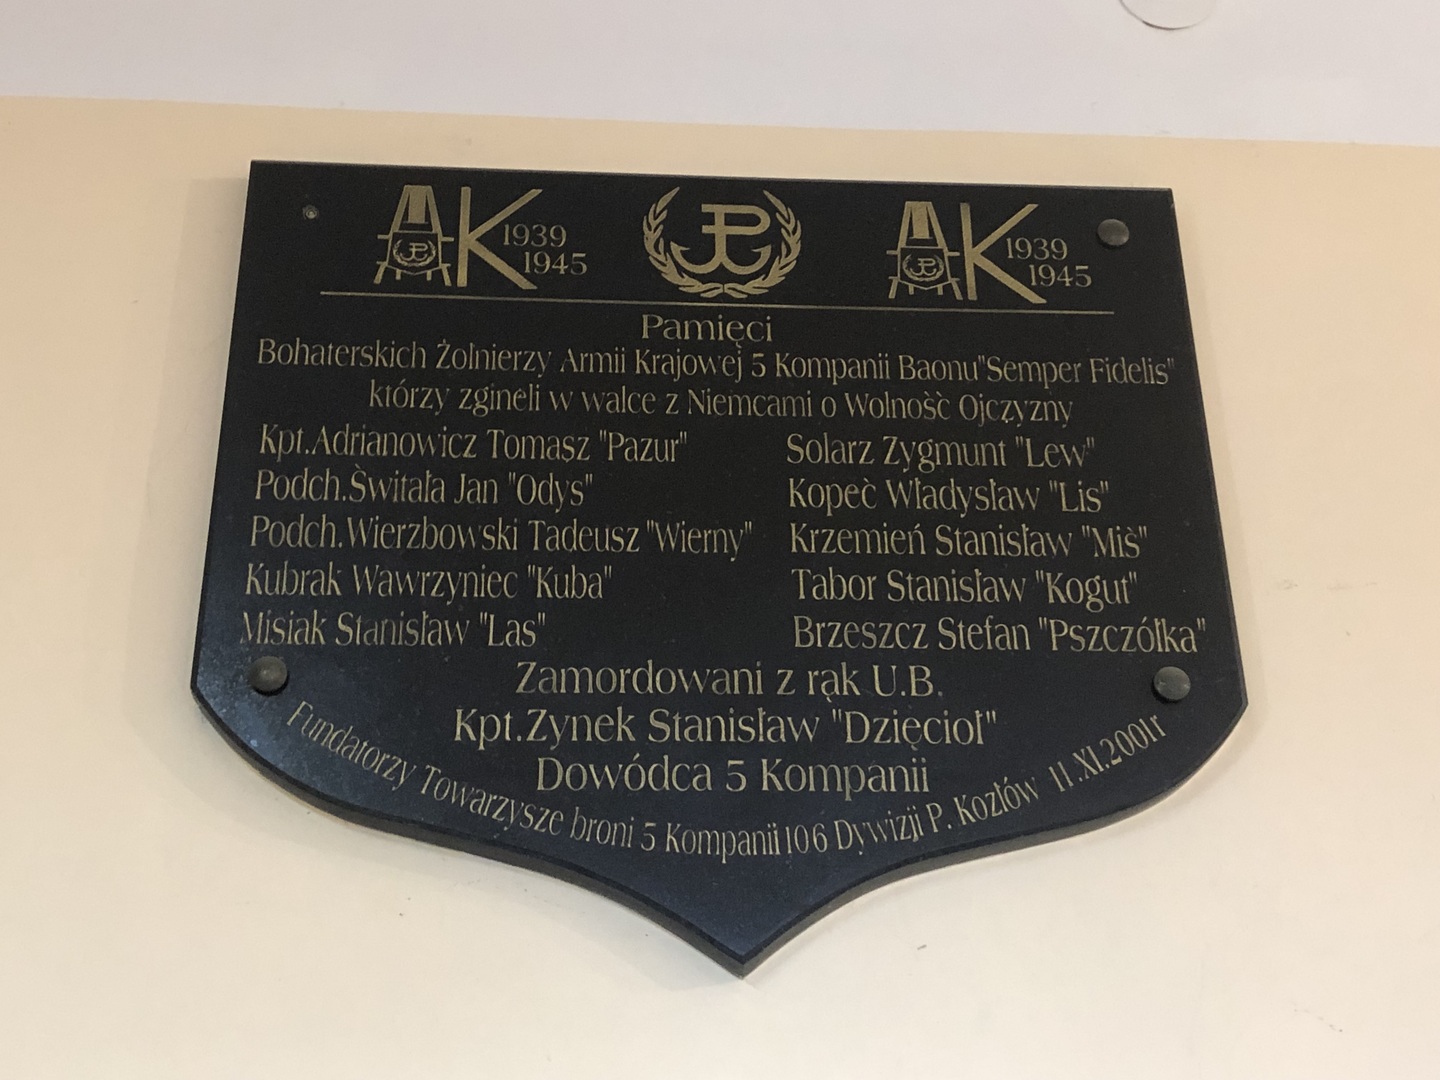 AK 1939 1945 AK 1939 1945
Pamięci
Bohaterskich Żołnierzy Armii Krajowej 5 Kompanii Baonu "Semper Fidelis"
którzy zgineli w walce z Niemcami o Wolność Ojczyzny
Kpt.Adrianowicz Tomasz "Pazur"
Podch.Świtała Jan "Odys"
Podch.Wierzbowski Tadeusz "Wierny"
Kubrak Wawrzyniec "Kuba"
Misiak Stanisław "Las"
Solarz Zygmunt "Lew"
Kopeć Władysław "Lis"
Krzemień Stanisław "Miś"
Tabor Stanisław "Kogut"
Brzeszcz Stefan "Pszczółka"
Zamordowani z rąk U.B.
Kpt.Zynek Stanisław "Dzięcioł"
Dowódca 5 Kompanii
Fundatorzy Towarzysze broni 5 Kompanii 106 Dywizji P. Kozłów 11.XI.2001r